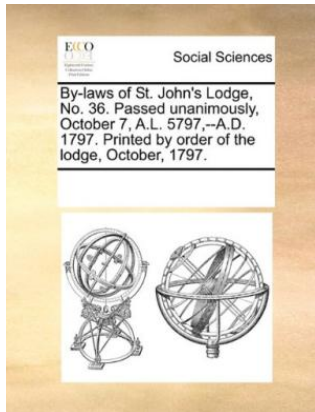 ECCO
Social Sciences
By-laws of St. John's Lodge,
No. 36. Passed unanimously,
October 7, A.L. 5797,--A.D.
1797. Printed by order of the
lodge, October, 1797.